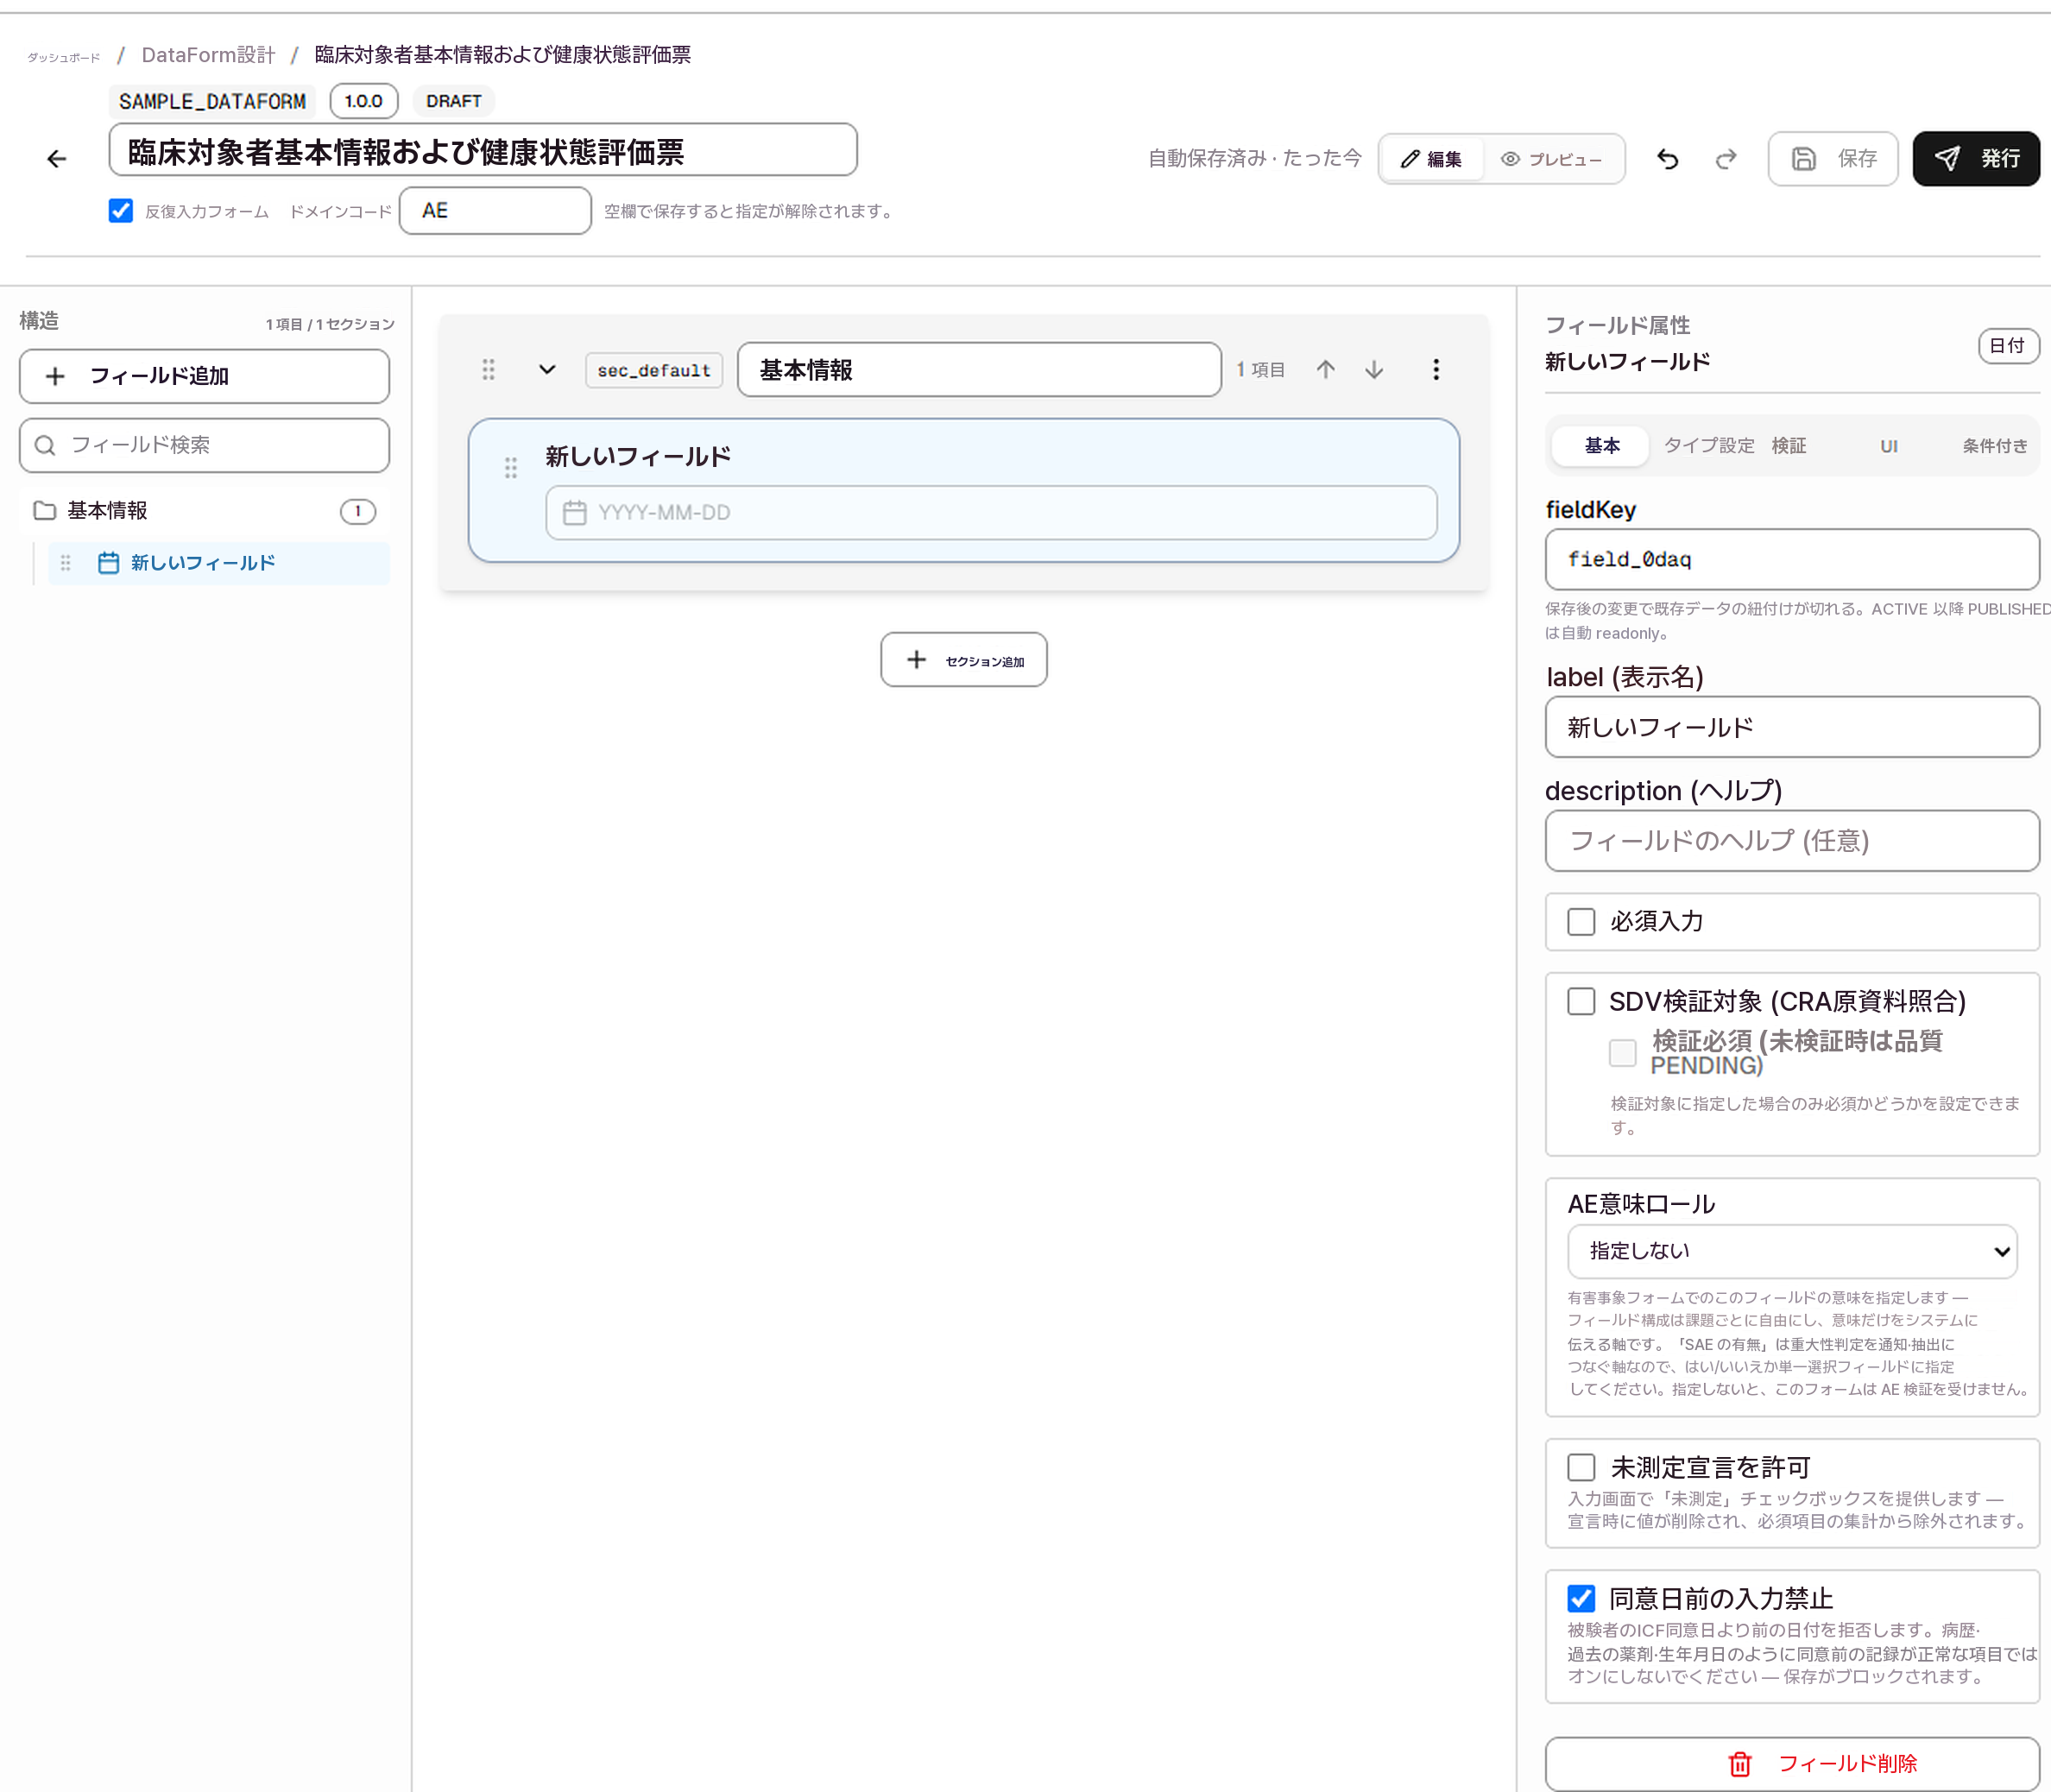 ダッシュボード / DataForm設計 / 臨床対象者基本情報および健康状態評価票
SAMPLE_DATAFORM 1.0.0 DRAFT
臨床対象者基本情報および健康状態評価票
自動保存済み · たった今 編集 プレビュー 保存 発行
反復入力フォーム ドメインコード AE 空欄で保存すると指定が解除されます。
構造 1 項目 / 1 セクション
フィールド追加
フィールド検索
基本情報 1
新しいフィールド
sec_default 基本情報 1 項目
新しいフィールド
YYYY-MM-DD
セクション追加
フィールド属性
新しいフィールド 日付
基本 タイプ設定 検証 UI 条件付き
fieldKey
field_0daq
保存後の変更で既存データの紐付けが切れる。ACTIVE 以降 PUBLISHED
は自動 readonly。
label (表示名)
新しいフィールド
description (ヘルプ)
フィールドのヘルプ (任意)
必須入力
SDV検証対象 (CRA原資料照合)
検証必須 (未検証時は品質
PENDING)
検証対象に指定した場合のみ必須かどうかを設定できま
す。
AE意味ロール
指定しない
有害事象フォームでのこのフィールドの意味を指定します —
フィールド構成は課題ごとに自由にし、意味だけをシステムに
伝える軸です。「SAE の有無」は重大性判定を通知·抽出に
つなぐ軸なので、はい/いいえか単一選択フィールドに指定
してください。指定しないと、このフォームは AE 検証を受けません。
未測定宣言を許可
入力画面で「未測定」チェックボックスを提供します —
宣言時に値が削除され、必須項目の集計から除外されます。
同意日前の入力禁止
被験者のICF同意日より前の日付を拒否します。病歴·
過去の薬剤·生年月日のように同意前の記録が正常な項目では
オンにしないでください — 保存がブロックされます。
フィールド削除